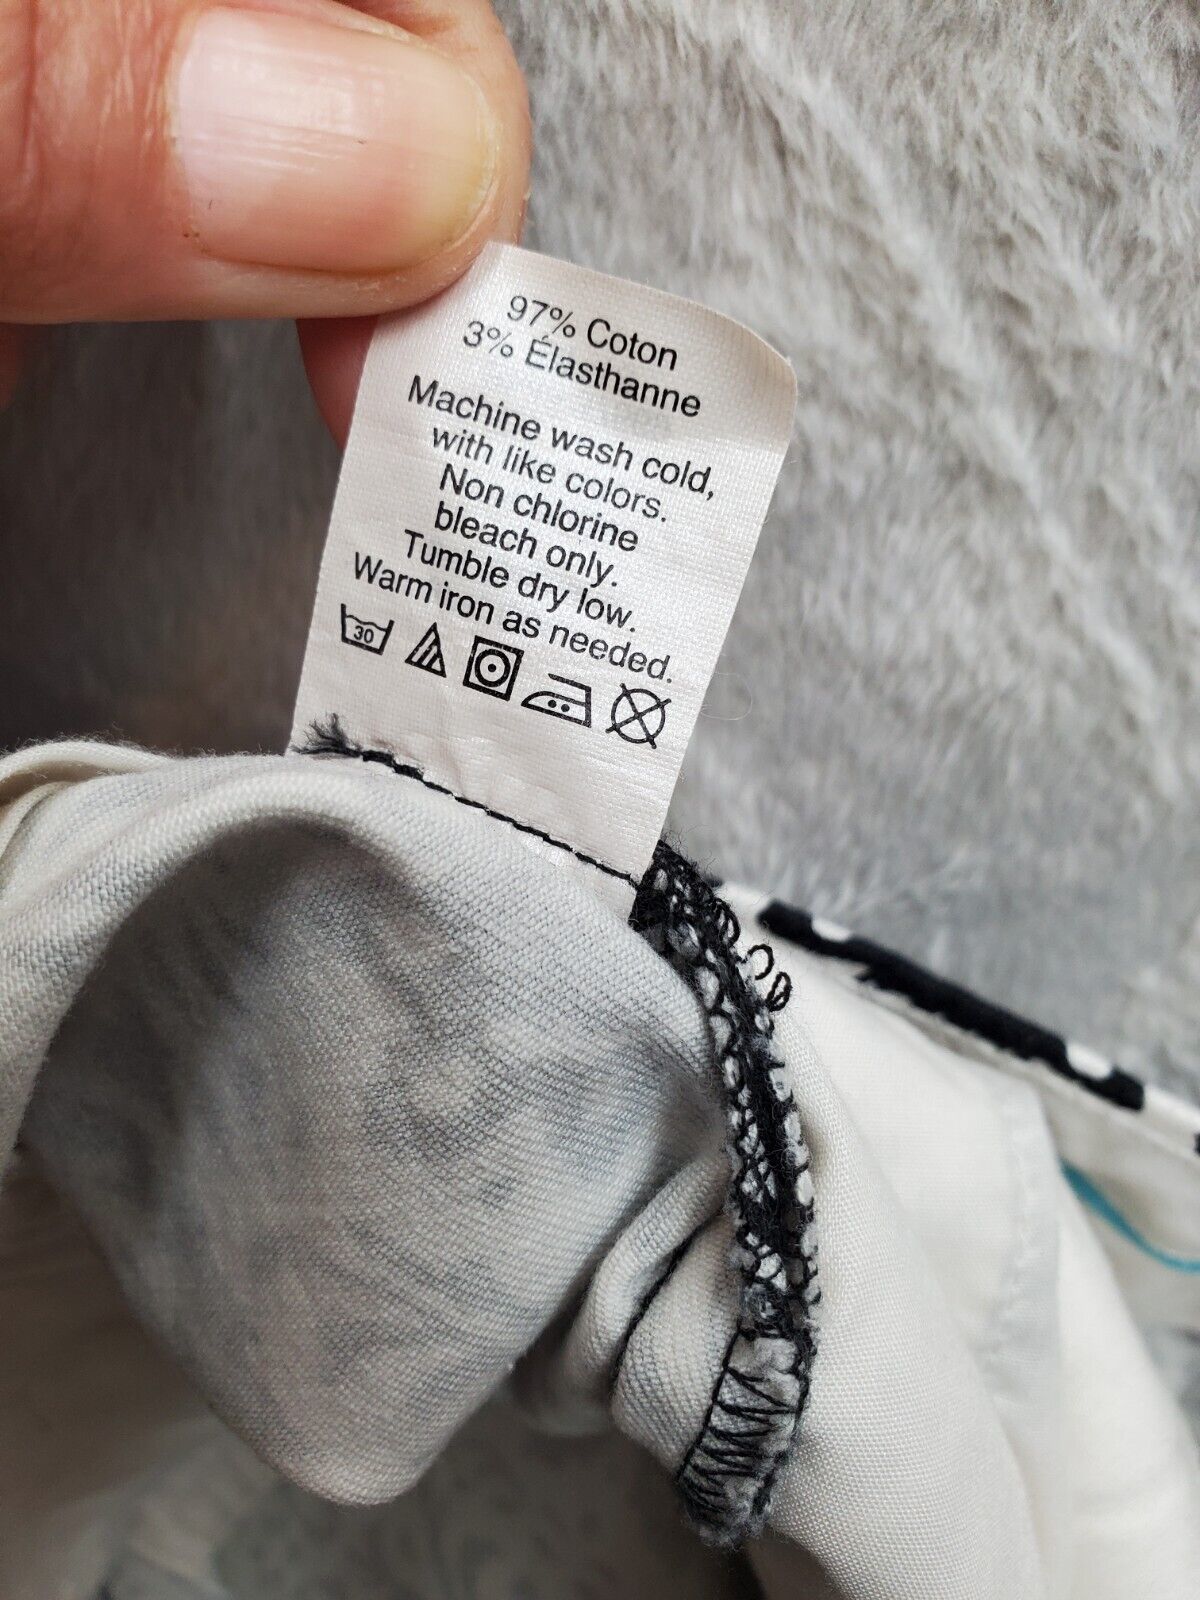 97% Coton
3% Élasthanne
Machine wash cold,
with like colors.
Non chlorine
bleach only.
Tumble dry low.
Warm iron as needed.
30